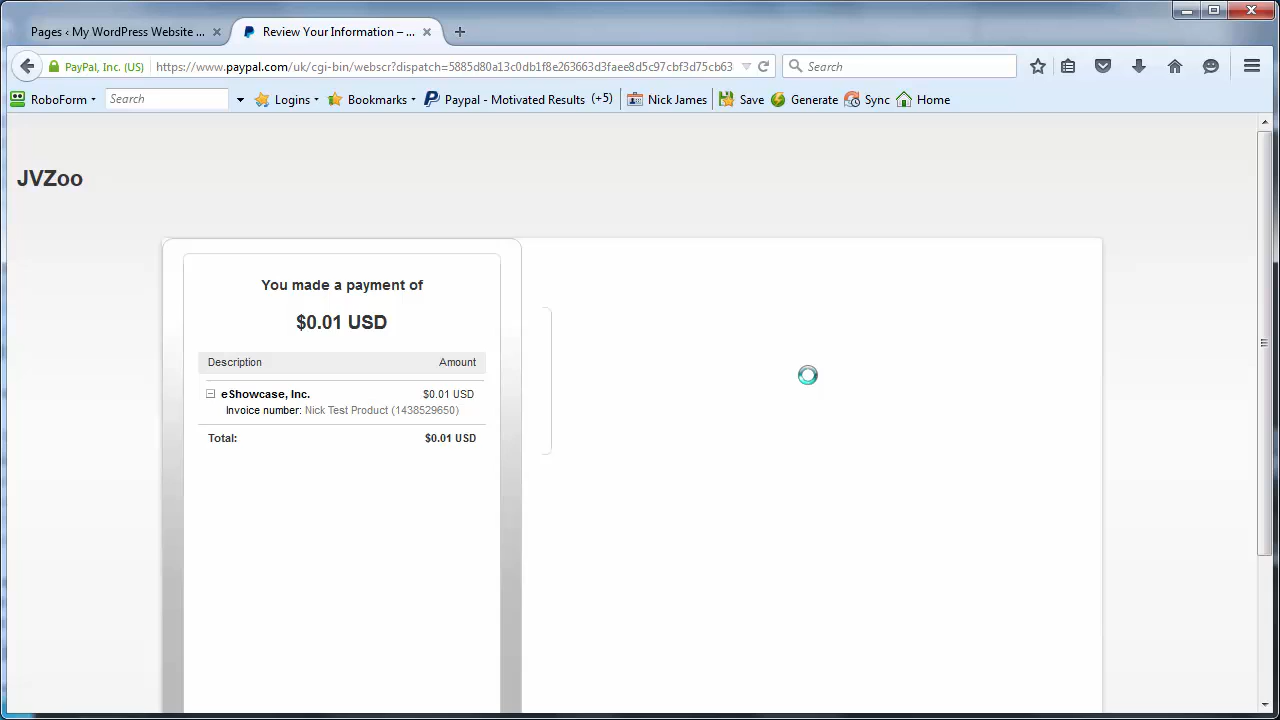 Pages ‹ My WordPress Website ...
Review Your Information – ...
PayPal, Inc. (US)
https://www.paypal.com/uk/cgi-bin/webscr?dispatch=5885d80a13c0db1f8e263663d3faee8d5c97cbf3d75cb63
Search
RoboForm
Search
Logins
Bookmarks
Paypal - Motivated Results
(+5)
Nick James
Save
Generate
Sync
Home
JVZoo
You made a payment of
$0.01 USD
Description Amount
eShowcase, Inc. $0.01 USD
Invoice number: Nick Test Product (1438529650)
Total: $0.01 USD